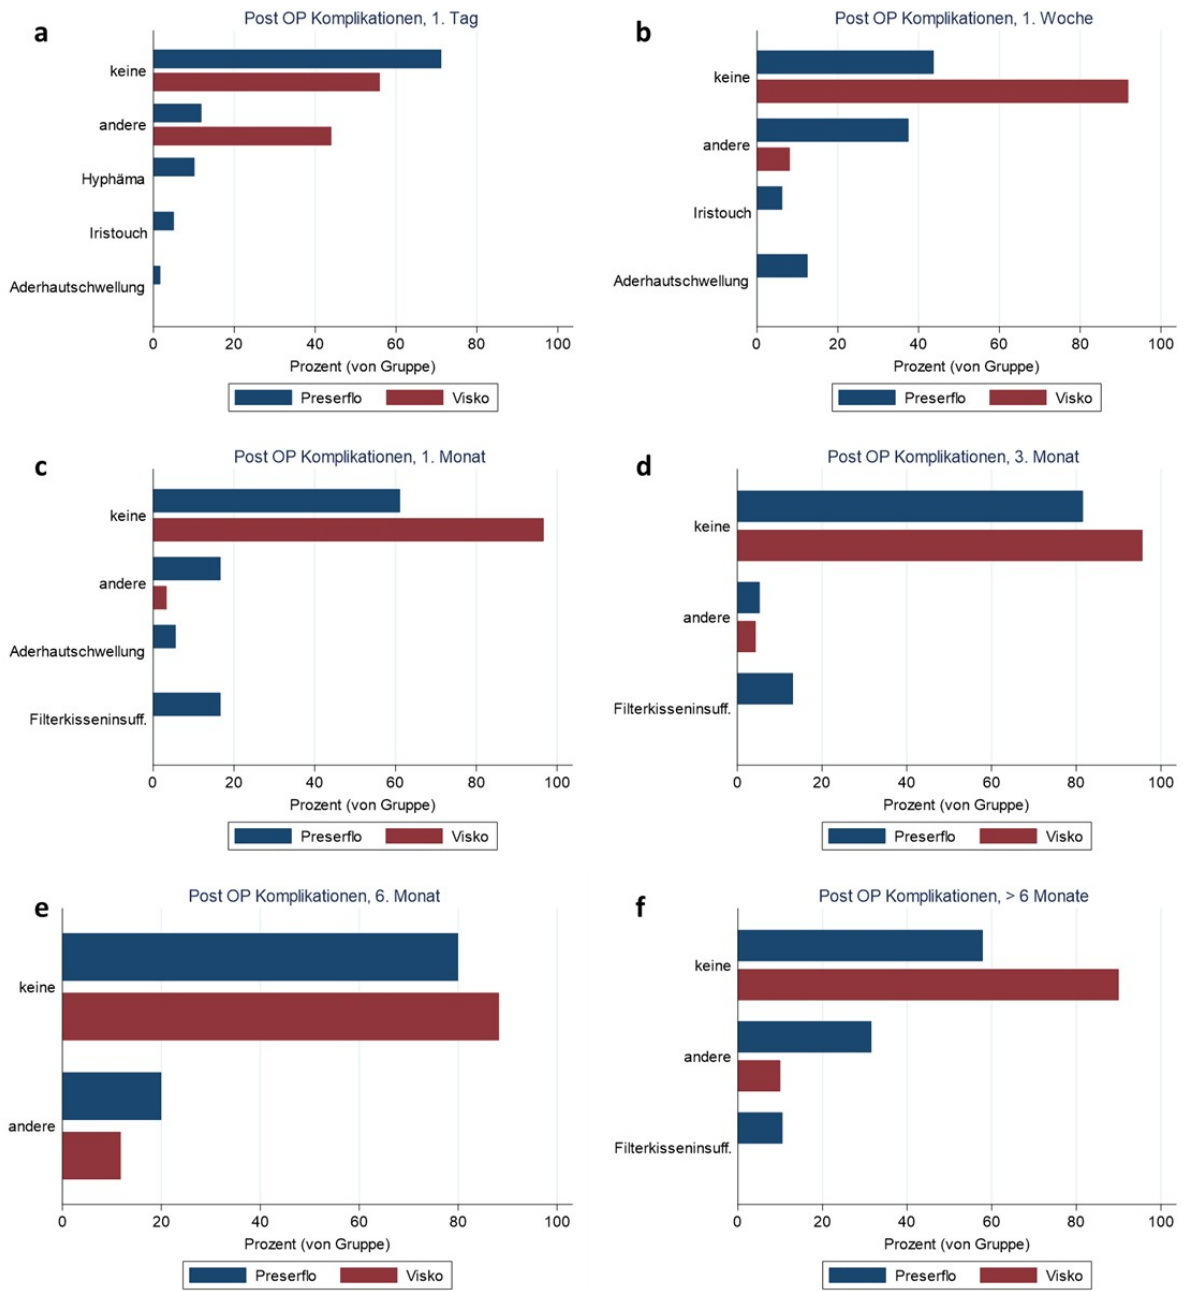 a
Post OP Komplikationen, 1. Tag
keine
andere
Hyphäma
Iristouch
Aderhautschwellung
0 20 40 60 80 100
Prozent (von Gruppe)
Preserflo Visko
b
Post OP Komplikationen, 1. Woche
keine
andere
Iristouch
Aderhautschwellung
0 20 40 60 80 100
Prozent (von Gruppe)
Preserflo Visko
c
Post OP Komplikationen, 1. Monat
keine
andere
Aderhautschwellung
Filterkisseninsuff.
0 20 40 60 80 100
Prozent (von Gruppe)
Preserflo Visko
d
Post OP Komplikationen, 3. Monat
keine
andere
Filterkisseninsuff.
0 20 40 60 80 100
Prozent (von Gruppe)
Preserflo Visko
e
Post OP Komplikationen, 6. Monat
keine
andere
0 20 40 60 80 100
Prozent (von Gruppe)
Preserflo Visko
f
Post OP Komplikationen, > 6 Monate
keine
andere
Filterkisseninsuff.
0 20 40 60 80 100
Prozent (von Gruppe)
Preserflo Visko